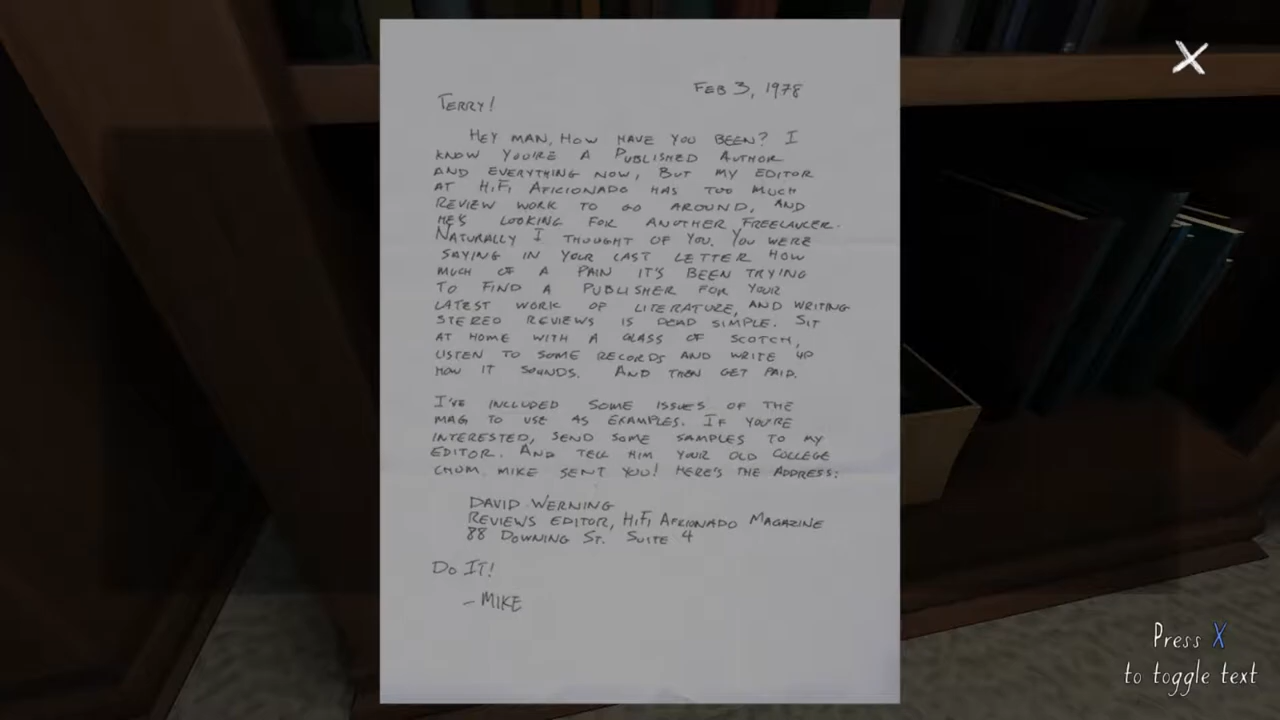 FEB 3, 1978
TERRY!
HEY MAN, HOW HAVE YOU BEEN? I
KNOW YOU'RE A PUBLISHED AUTHOR
AND EVERYTHING NOW, BUT MY EDITOR
AT HIFI AFICIONADO HAS TOO MUCH
REVIEW WORK TO GO AROUND, AND
HE'S LOOKING FOR ANOTHER FREELANCER.
NATURALLY I THOUGHT OF YOU. YOU WERE
SAYING IN YOUR LAST LETTER HOW
MUCH OF A PAIN IT'S BEEN TRYING
TO FIND A PUBLISHER FOR YOUR
LATEST WORK OF LITERATURE, AND WRITING
STEREO REVIEWS IS DEAD SIMPLE. SIT
AT HOME WITH A GLASS OF SCOTCH,
LISTEN TO SOME RECORDS AND WRITE UP
HOW IT SOUNDS. AND THEN GET PAID.
I'VE INCLUDED SOME ISSUES OF THE
MAG TO USE AS EXAMPLES. IF YOU'RE
INTERESTED, SEND SOME SAMPLES TO MY
EDITOR. AND TELL HIM YOUR OLD COLLEGE
CHUM MIKE SENT YOU! HERE'S THE ADDRESS:
DAVID WERNING
REVIEWS EDITOR, HIFI AFICIONADO MAGAZINE
88 DOWNING ST. SUITE 4
DO IT!
- MIKE
Press X
to toggle text